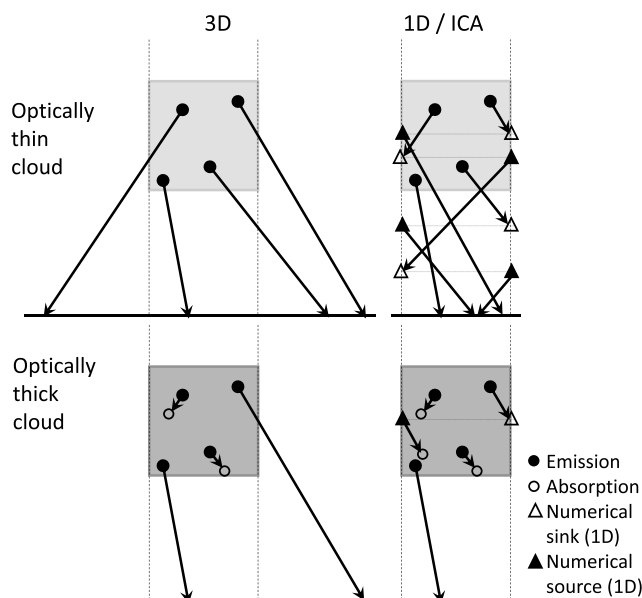 3D
1D / ICA
Optically
thin
cloud
Optically
thick
cloud
Emission
Absorption
Numerical
sink (1D)
Numerical
source (1D)